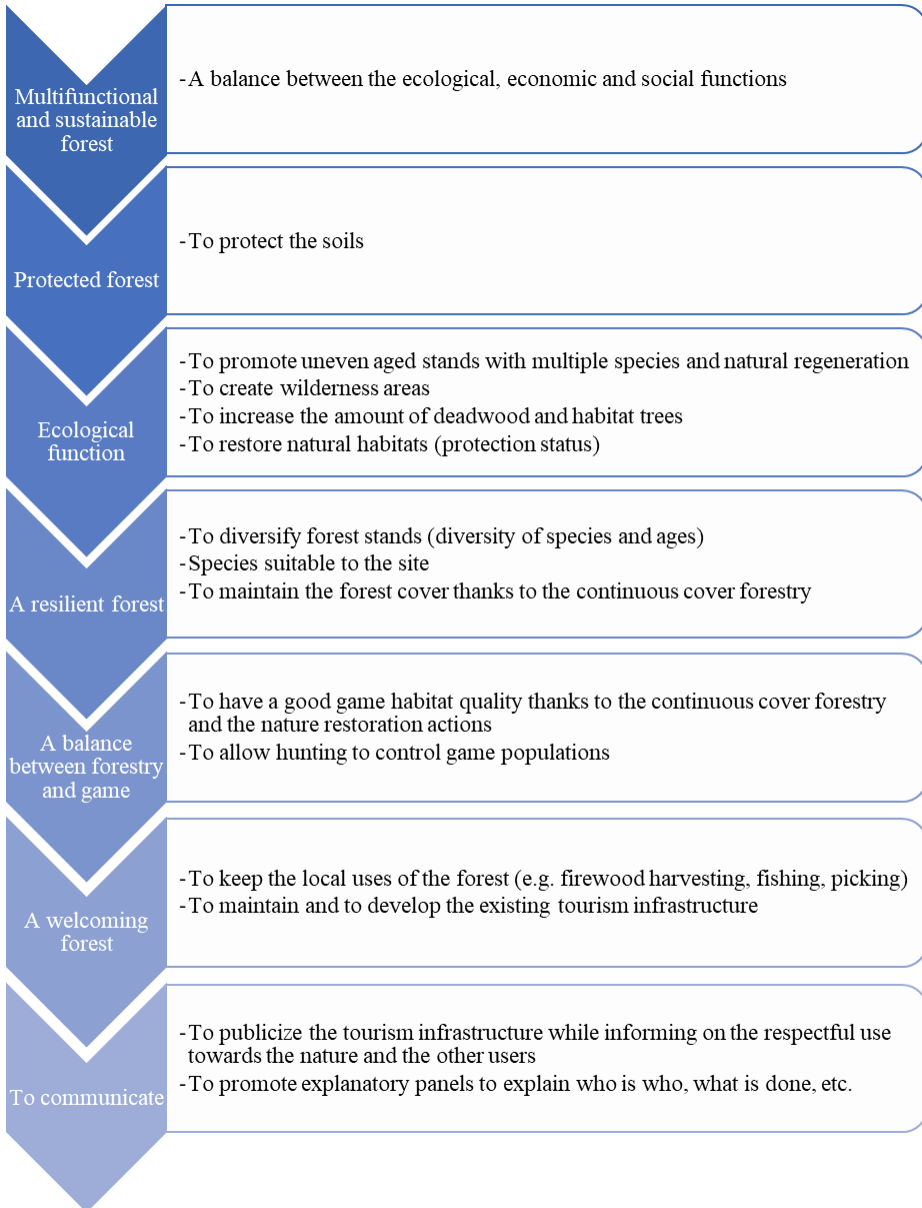 Multifunctional
and sustainable
forest
-A balance between the ecological, economic and social functions
Protected forest
-To protect the soils
Ecological
function
-To promote uneven aged stands with multiple species and natural regeneration
-To create wilderness areas
-To increase the amount of deadwood and habitat trees
-To restore natural habitats (protection status)
A resilient forest
-To diversify forest stands (diversity of species and ages)
-Species suitable to the site
-To maintain the forest cover thanks to the continuous cover forestry
A balance
between forestry
and game
-To have a good game habitat quality thanks to the continuous cover forestry
and the nature restoration actions
-To allow hunting to control game populations
A welcoming
forest
-To keep the local uses of the forest (e.g. firewood harvesting, fishing, picking)
-To maintain and to develop the existing tourism infrastructure
To communicate
-To publicize the tourism infrastructure while informing on the respectful use
towards the nature and the other users
-To promote explanatory panels to explain who is who, what is done, etc.